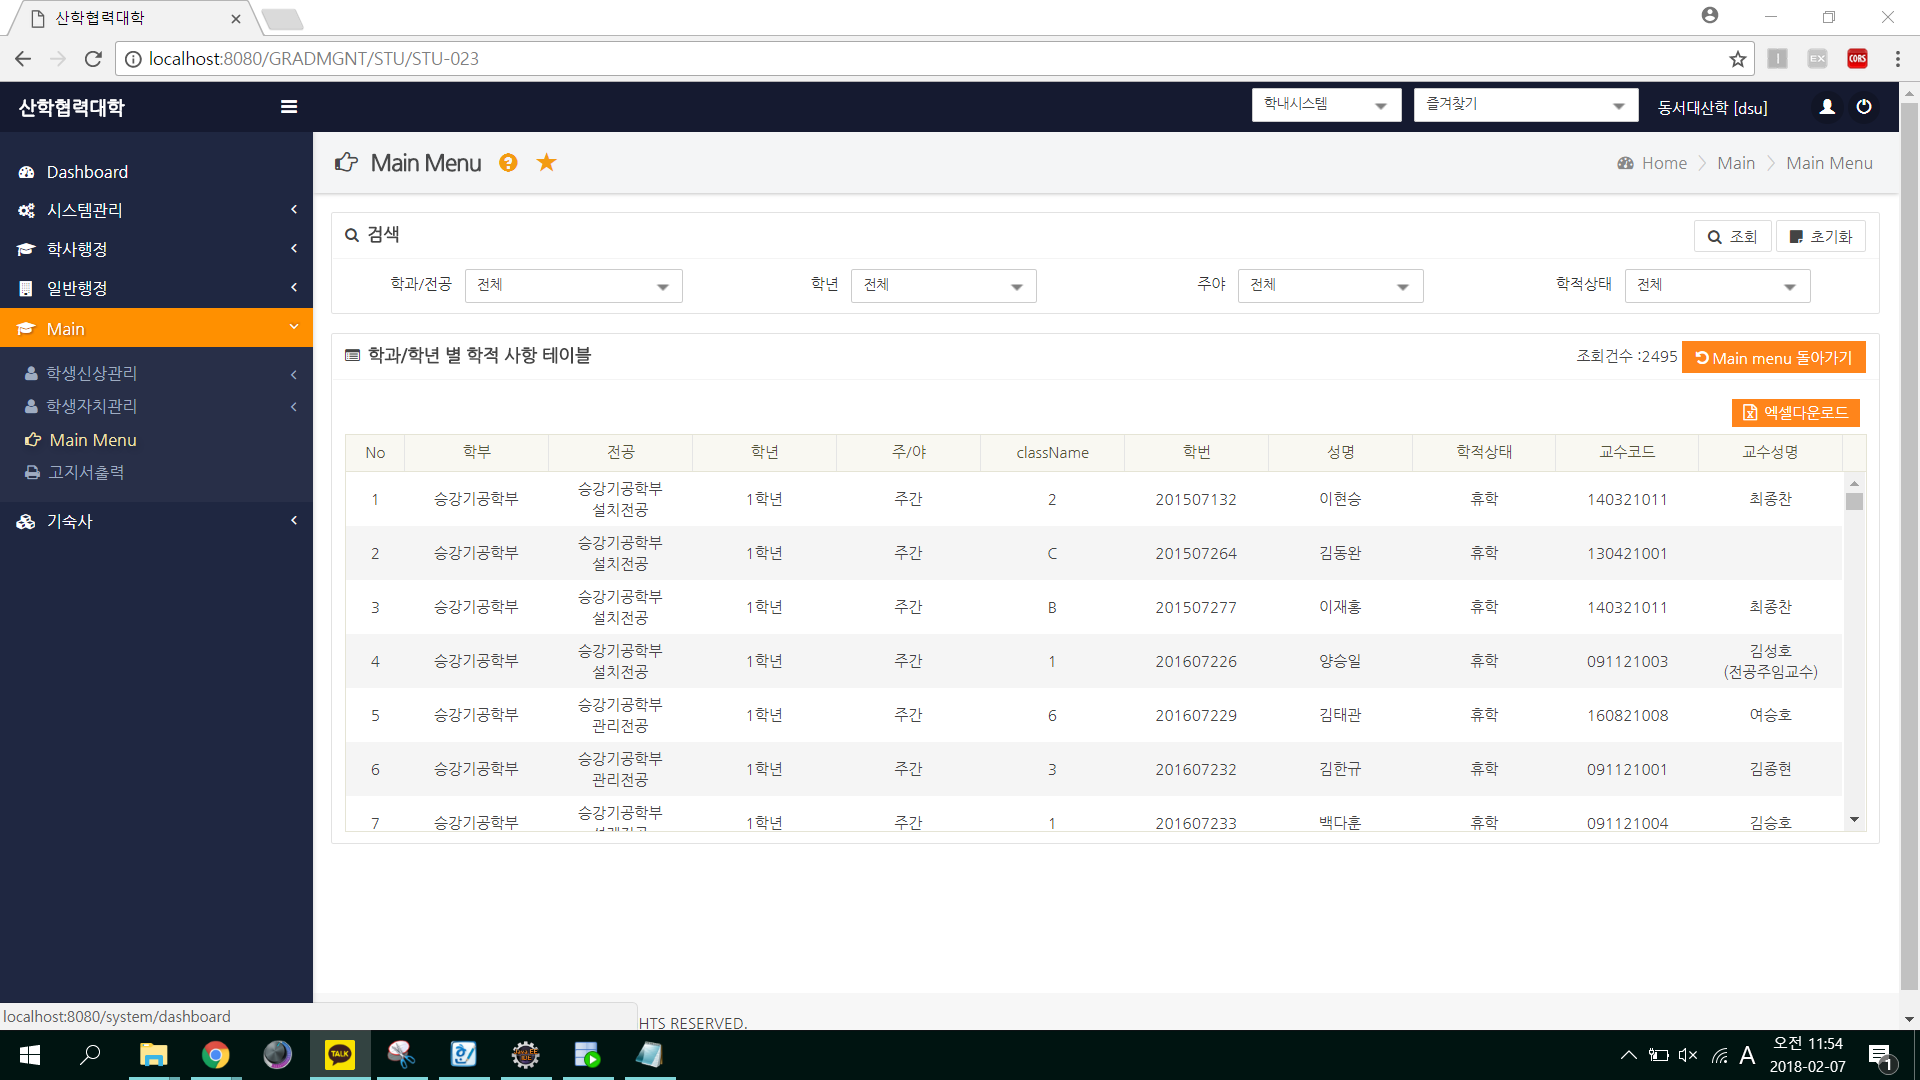 산학협력대학
localhost:8080/GRADMGNT/STU/STU-023
EX
CORS
산학협력대학
학내시스템
즐겨찾기
동서대산학 [dsu]
Dashboard
시스템관리
학사행정
일반행정
Main
학생신상관리
학생자치관리
Main Menu
고지서출력
기숙사
Main Menu
Home
Main
Main Menu
검색
조회
초기화
학과/전공 전체
학년 전체
주야 전체
학적상태 전체
학과/학년 별 학적 사항 테이블
조회건수 :2495
Main menu 돌아가기
엑셀다운로드
No 학부 전공 학년 주/야 className 학번 성명 학적상태 교수코드 교수성명
1 승강기공학부 승강기공학부 설치전공 1학년 주간 2 201507132 이현승 휴학 140321011 최종찬
2 승강기공학부 승강기공학부 설치전공 1학년 주간 C 201507264 김동완 휴학 130421001
3 승강기공학부 승강기공학부 설치전공 1학년 주간 B 201507277 이재홍 휴학 140321011 최종찬
4 승강기공학부 승강기공학부 설치전공 1학년 주간 1 201607226 양승일 휴학 091121003 김성호 (전공주임교수)
5 승강기공학부 승강기공학부 관리전공 1학년 주간 6 201607229 김태관 휴학 160821008 여승호
6 승강기공학부 승강기공학부 관리전공 1학년 주간 3 201607232 김한규 휴학 091121001 김종현
7 승강기공학부 승강기공학부 1학년 주간 1 201607233 백다훈 휴학 091121004 김승호
localhost:8080/system/dashboard
HTS RESERVED.
TALK
A
오전 11:54
2018-02-07
1